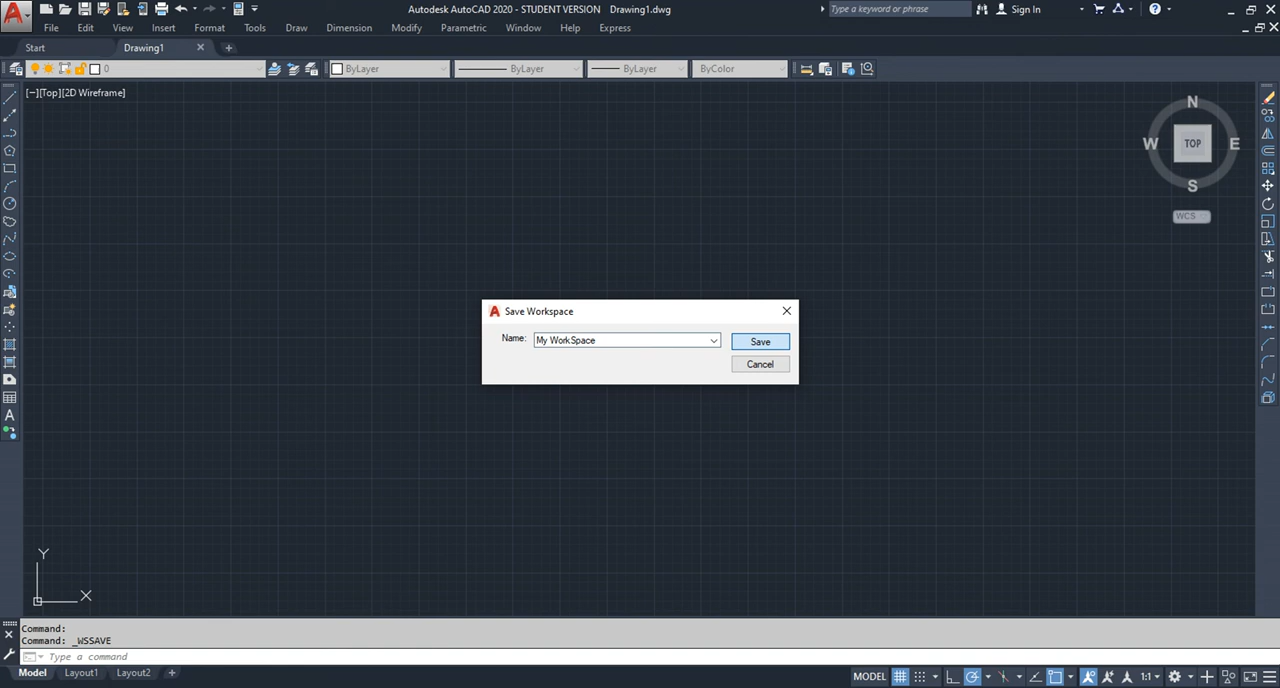 Autodesk AutoCAD 2020 - STUDENT VERSION Drawing1.dwg
Type a keyword or phrase
Sign In
File Edit View Insert Format Tools Draw Dimension Modify Parametric Window Help Express
Start Drawing1
0 ByLayer ByLayer ByLayer ByColor
[−][Top][2D Wireframe]
N
W TOP E
S
WCS
Save Workspace
Name: My WorkSpace Save
Cancel
Y
X
Command:
Command: _WSSAVE
Type a command
Model Layout1 Layout2 MODEL 1:1